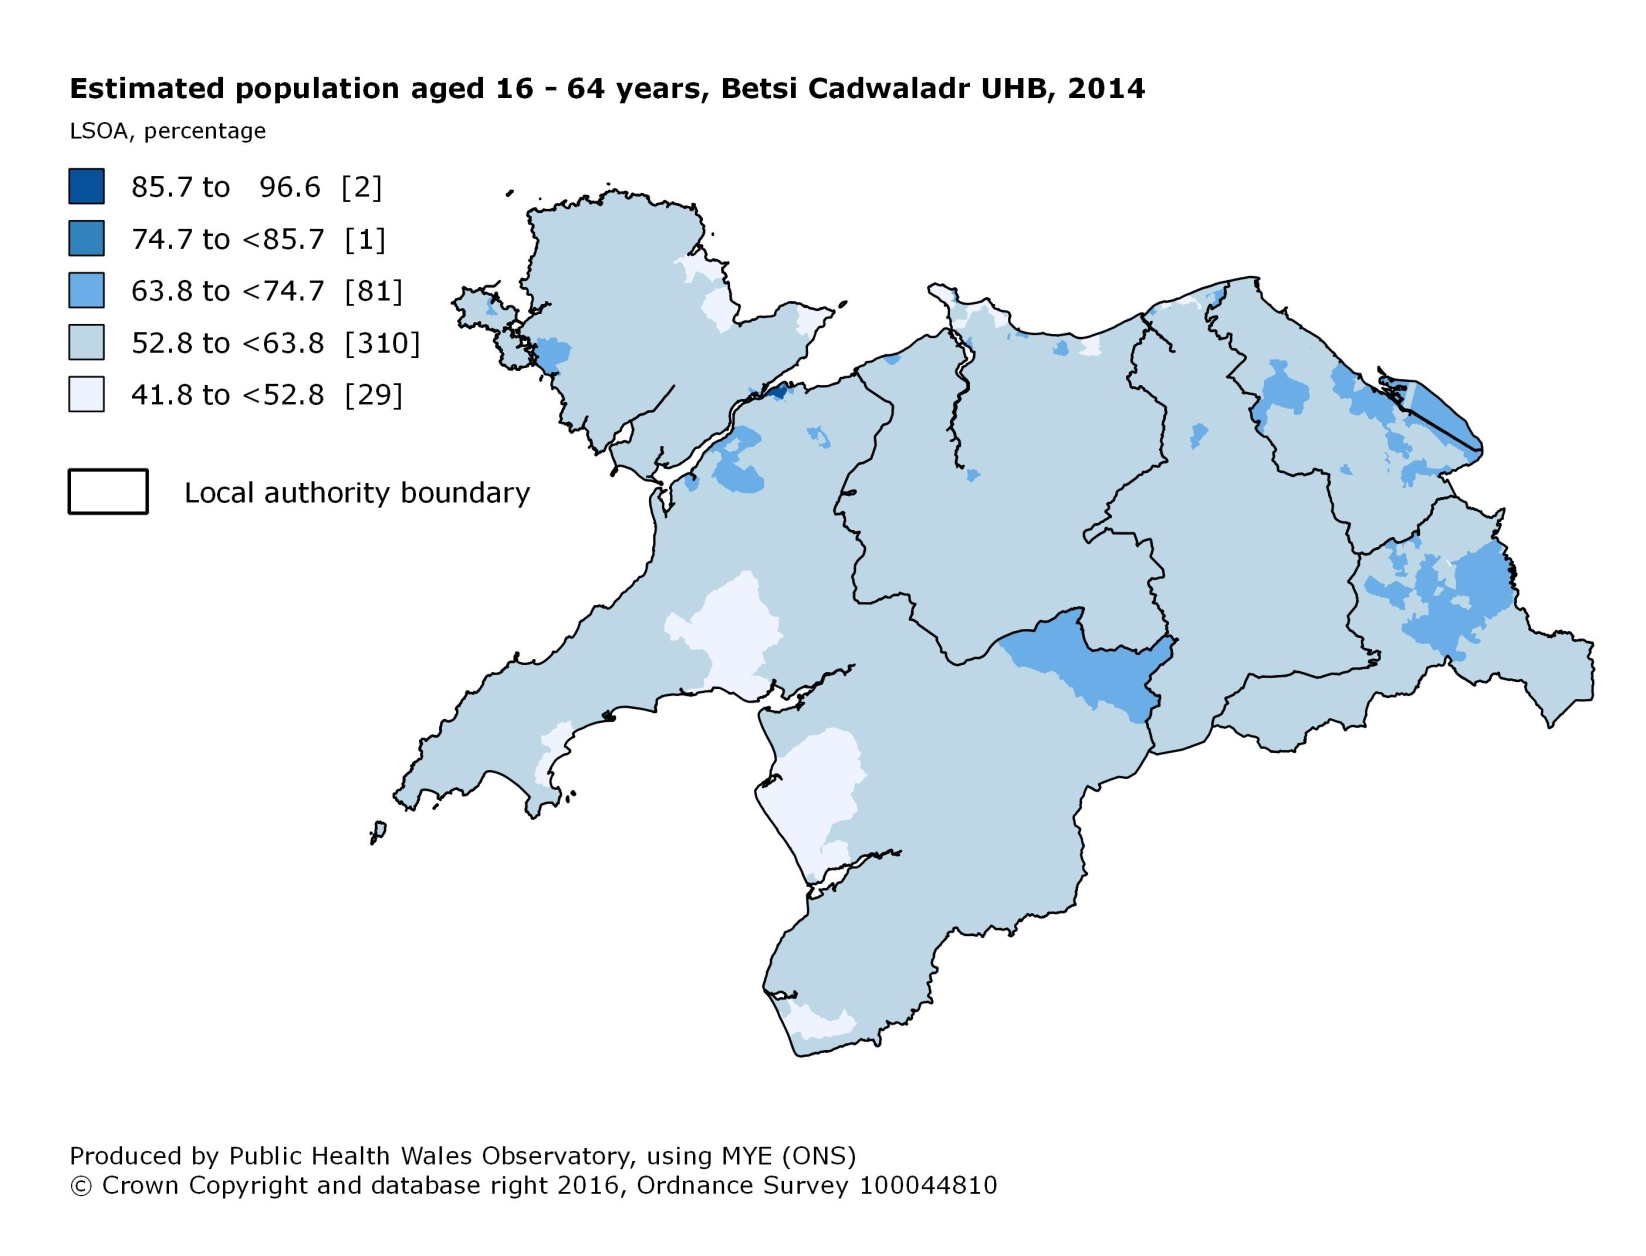 Estimated population aged 16 - 64 years, Betsi Cadwaladr UHB, 2014
LSOA, percentage
85.7 to 96.6 [2]
74.7 to <85.7 [1]
63.8 to <74.7 [81]
52.8 to <63.8 [310]
41.8 to <52.8 [29]
Local authority boundary
Produced by Public Health Wales Observatory, using MYE (ONS)
© Crown Copyright and database right 2016, Ordnance Survey 100044810